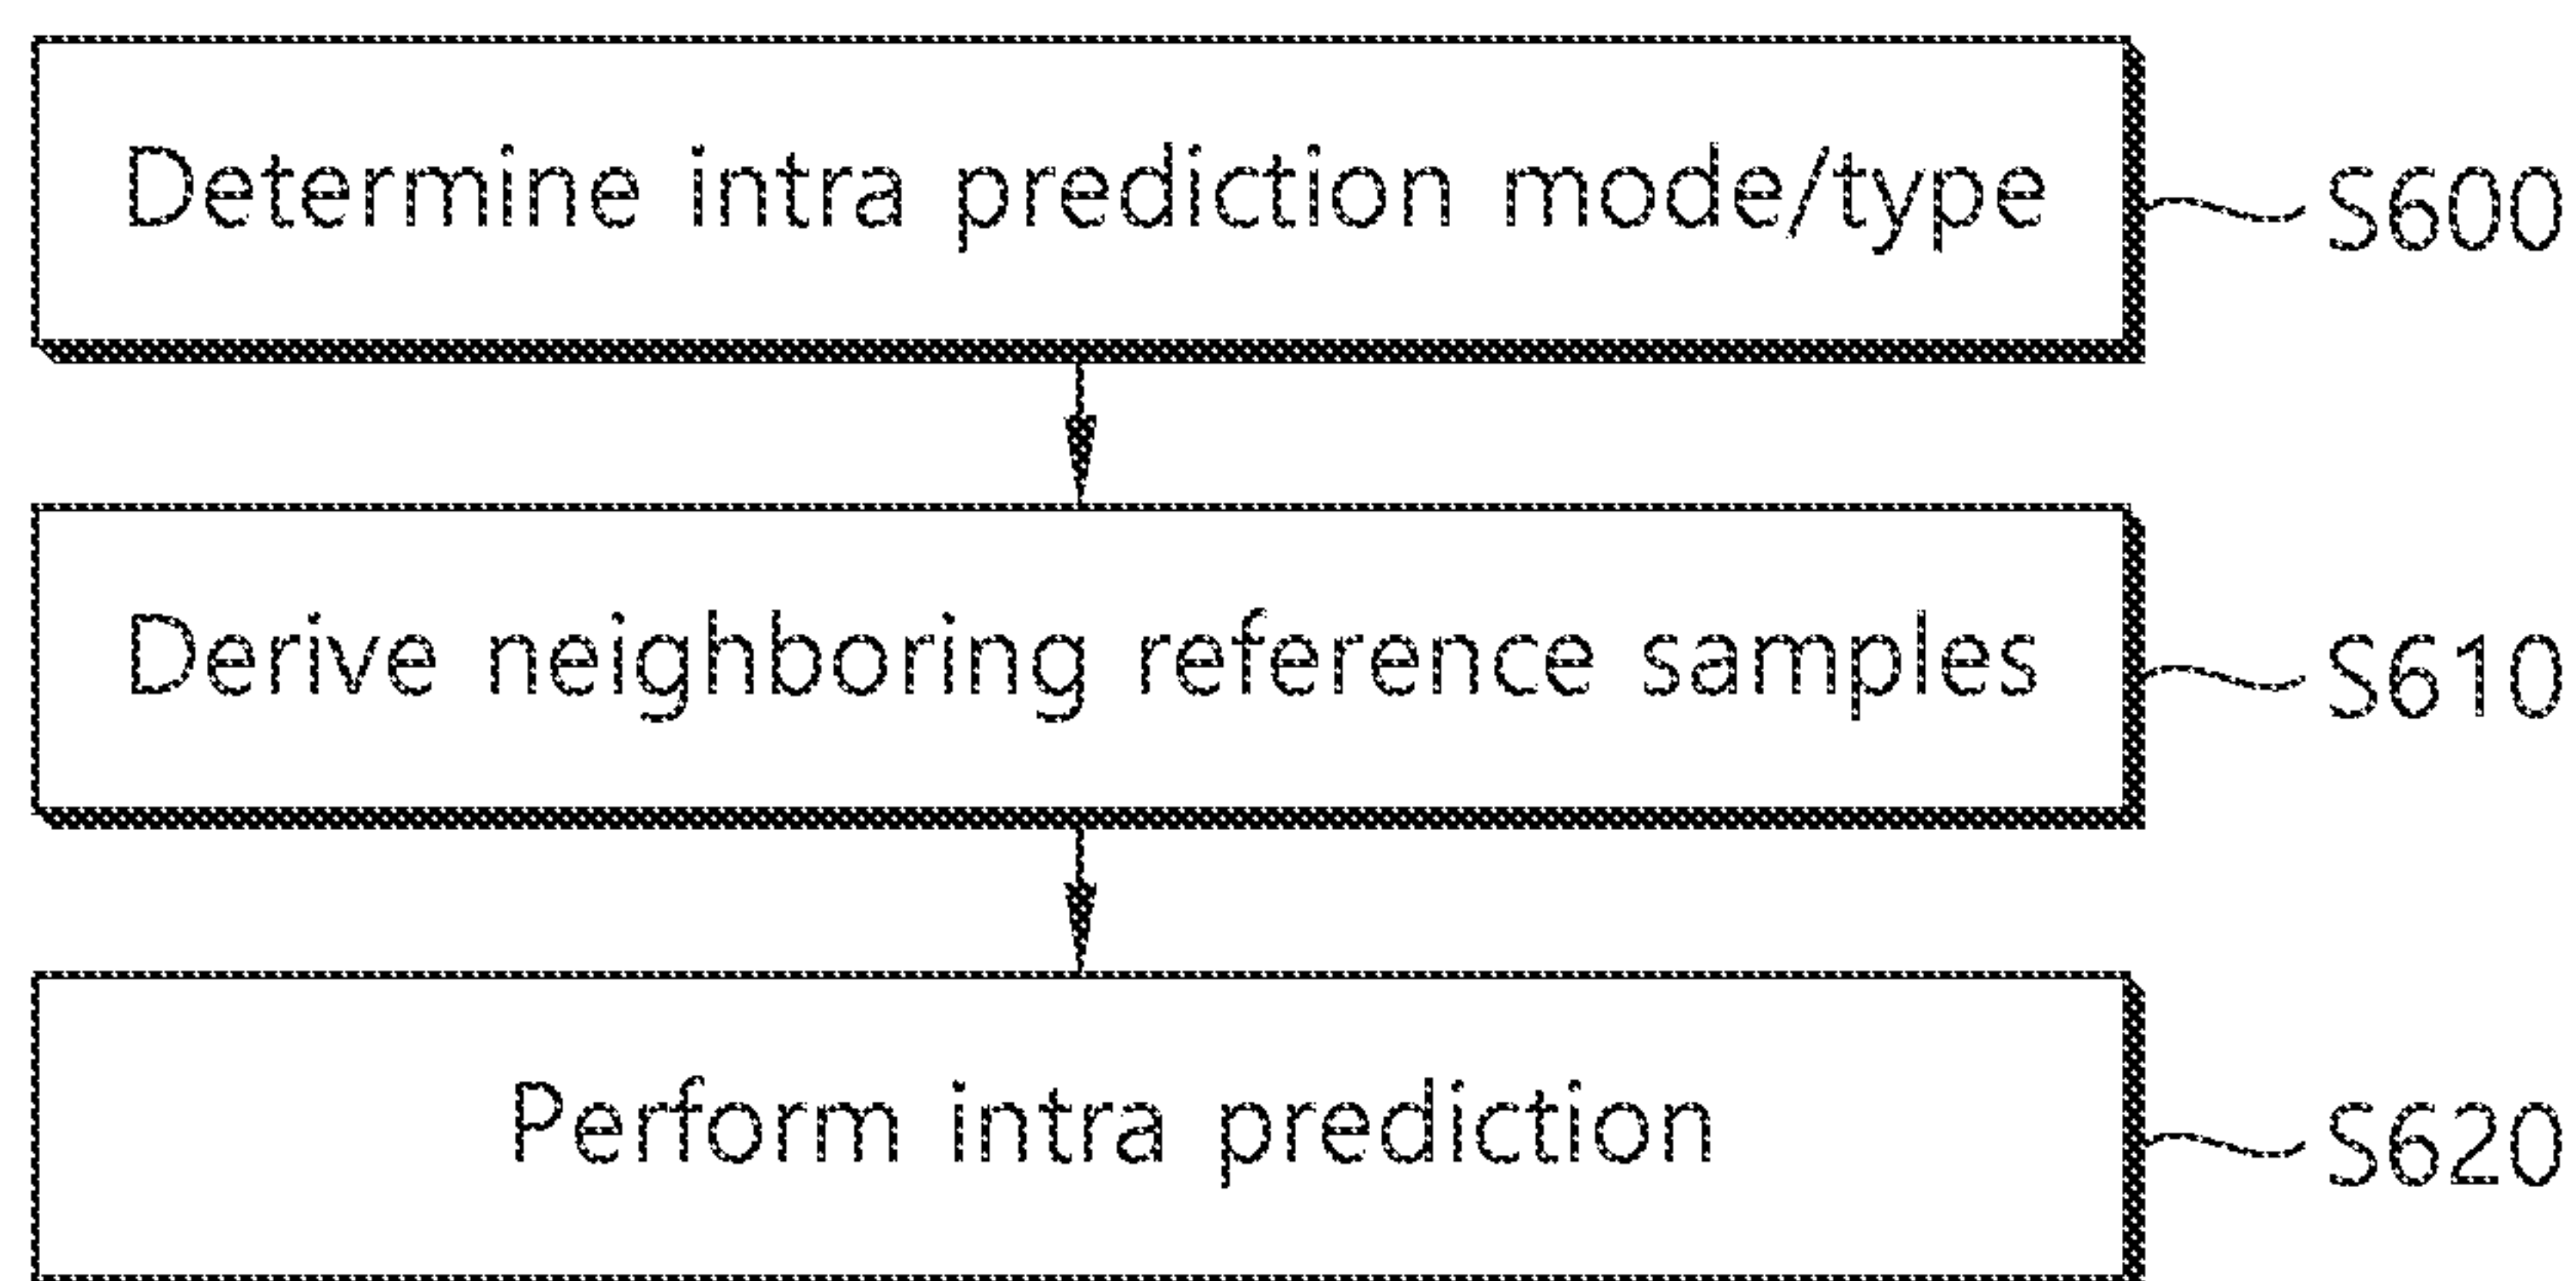 Determine intra prediction mode/type S600
Derive neighboring reference samples S610
Perform intra prediction S620